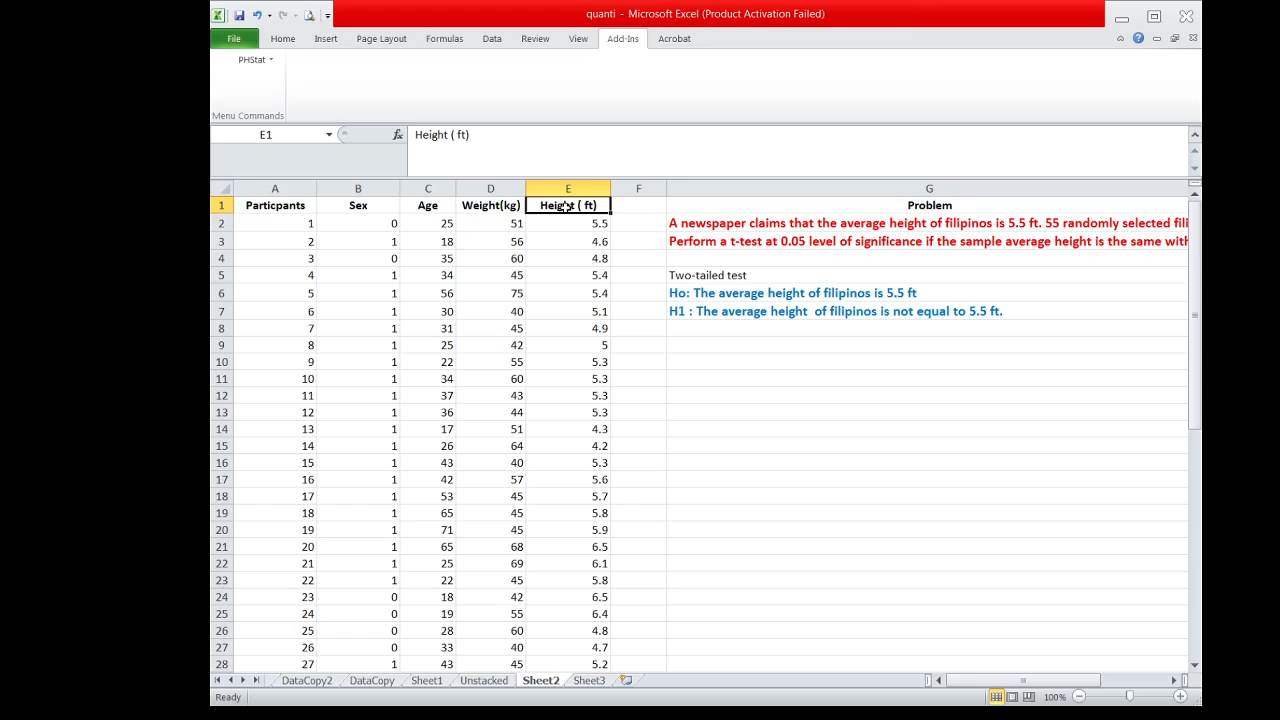 quanti - Microsoft Excel (Product Activation Failed)
File Home Insert Page Layout Formulas Data Review View Add-Ins Acrobat
PHStat
Menu Commands
E1 fx Height ( ft)
A B C D E F G
1 Particpants Sex Age Weight(kg) Height ( ft) Problem
2 1 0 25 51 5.5 A newspaper claims that the average height of filipinos is 5.5 ft. 55 randomly selected fili
3 2 1 18 56 4.6 Perform a t-test at 0.05 level of significance if the sample average height is the same with
4 3 0 35 60 4.8
5 4 1 34 45 5.4 Two-tailed test
6 5 1 56 75 5.4 Ho: The average height of filipinos is 5.5 ft
7 6 1 30 40 5.1 H1 : The average height of filipinos is not equal to 5.5 ft.
8 7 1 31 45 4.9
9 8 1 25 42 5
10 9 1 22 55 5.3
11 10 1 34 60 5.3
12 11 1 37 43 5.3
13 12 1 36 44 5.3
14 13 1 17 51 4.3
15 14 1 26 64 4.2
16 15 1 43 40 5.3
17 16 1 42 57 5.6
18 17 1 53 45 5.7
19 18 1 65 45 5.8
20 19 1 71 45 5.9
21 20 1 65 68 6.5
22 21 1 25 69 6.1
23 22 1 22 45 5.8
24 23 0 18 42 6.5
25 24 0 19 55 6.4
26 25 0 28 60 4.8
27 26 0 33 40 4.7
28 27 1 43 45 5.2
DataCopy2 DataCopy Sheet1 Unstacked Sheet2 Sheet3
Ready 100%